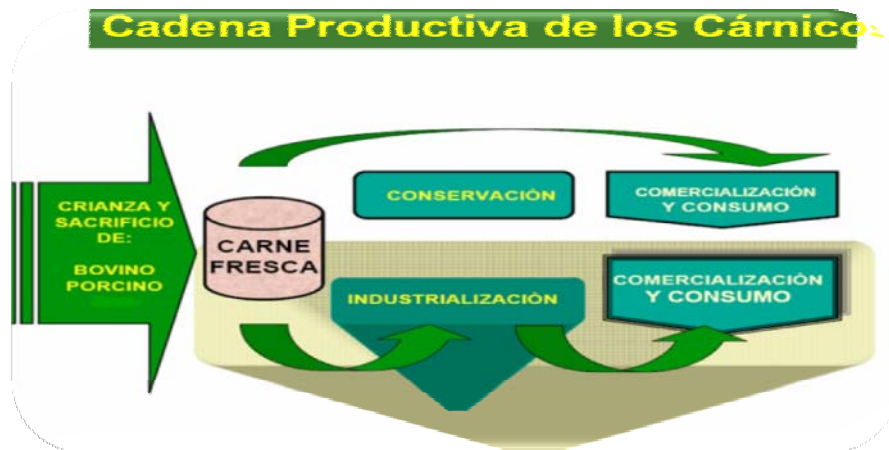 Cadena Productiva de los Cárnicos
CRIANZA Y
SACRIFICIO
DE:
BOVINO
PORCINO
CARNE
FRESCA
CONSERVACIÓN
COMERCIALIZACIÓN
Y CONSUMO
INDUSTRIALIZACIÓN
COMERCIALIZACIÓN
Y CONSUMO